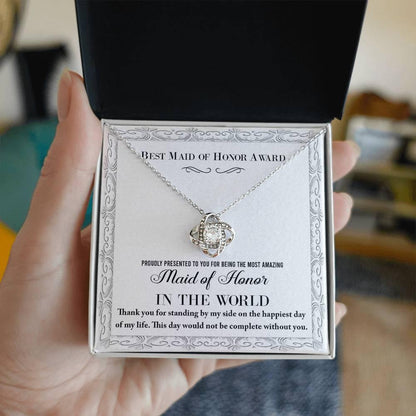 BEST MAID OF HONOR AWARD
PROUDLY PRESENTED TO YOU FOR BEING THE MOST AMAZING
Maid of Honor
IN THE WORLD
Thank you for standing by my side on the happiest day
of my life. This day would not be complete without you.